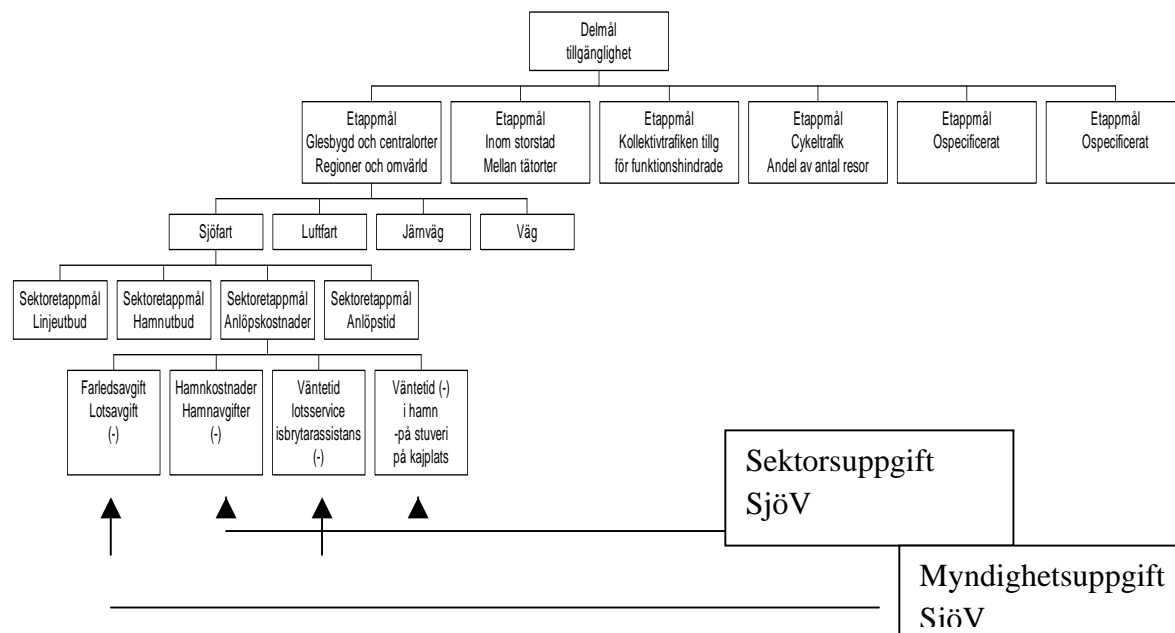 Delmål
tillgänglighet
Etappmål
Glesbygd och centralorter
Regioner och omvärld
Etappmål
Inom storstad
Mellan tätorter
Etappmål
Kollektivtrafiken tillg
för funktionshindrade
Etappmål
Cykeltrafik
Andel av antal resor
Etappmål
Ospecificerat
Etappmål
Ospecificerat
Sjöfart
Luftfart
Järnväg
Väg
Sektoretappmål
Linjeutbud
Sektoretappmål
Hamnutbud
Sektoretappmål
Anlöpskostnader
Sektoretappmål
Anlöpstid
Farledsavgift
Lotsavgift
(-)
Hamnkostnader
Hamnavgifter
(-)
Väntetid
lotsservice
isbrytarassistans
(-)
Väntetid (-)
i hamn
-på stuveri
på kajplats
Sektorsuppgift
SjöV
Myndighetsuppgift
SjöV